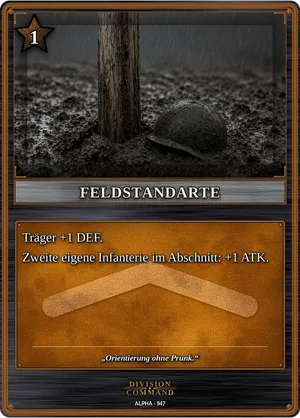 1
FELDSTANDARTE
Träger +1 DEF.
Zweite eigene Infanterie im Abschnitt: +1 ATK.
„Orientierung ohne Prunk.“
DIVISION
COMMAND
ALPHA - 947